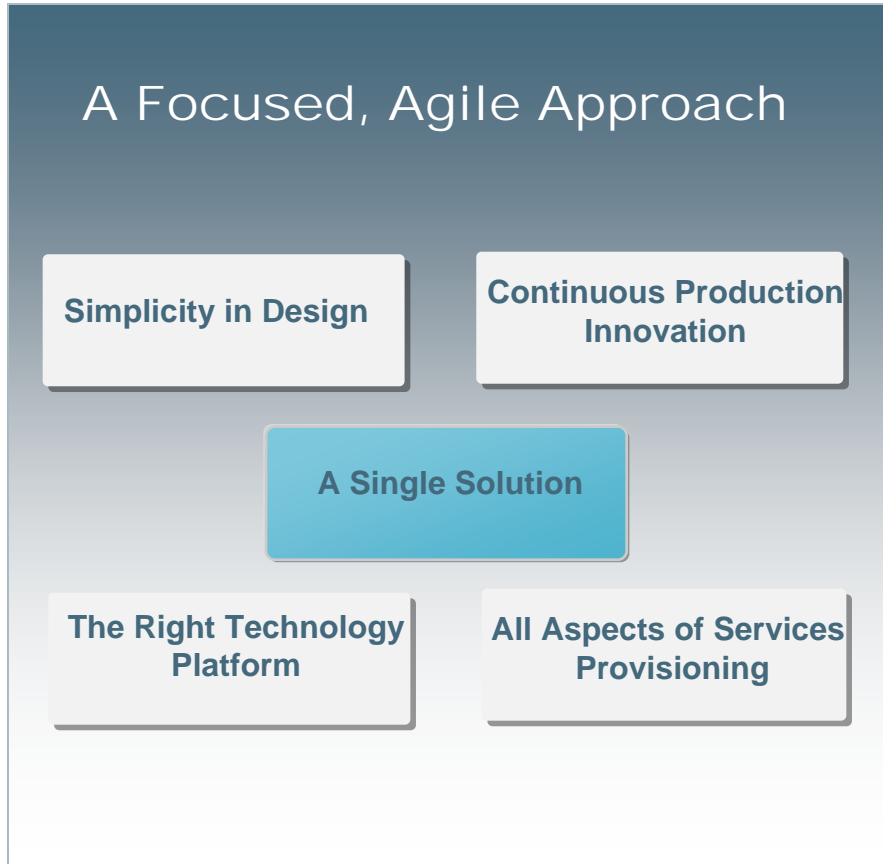 A Focused, Agile Approach
Simplicity in Design
Continuous Production
Innovation
A Single Solution
The Right Technology
Platform
All Aspects of Services
Provisioning